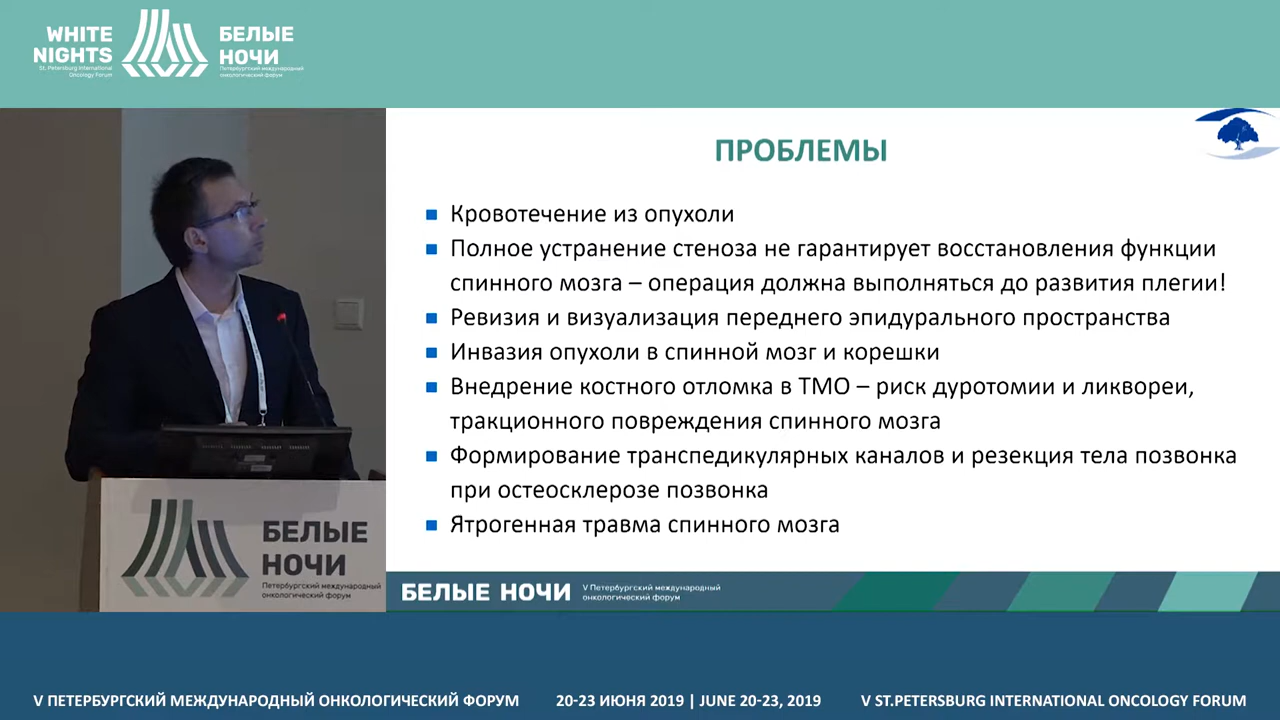 WHITE
NIGHTS
St. Petersburg International
Oncology Forum
БЕЛЫЕ
НОЧИ
Петербургский международный
онкологический форум
ПРОБЛЕМЫ
Кровотечение из опухоли
Полное устранение стеноза не гарантирует восстановления функции
спинного мозга – операция должна выполняться до развития плегии!
Ревизия и визуализация переднего эпидурального пространства
Инвазия опухоли в спинной мозг и корешки
Внедрение костного отломка в ТМО – риск дуротомии и ликвореи,
тракционного повреждения спинного мозга
Формирование транспедикулярных каналов и резекция тела позвонка
при остеосклерозе позвонка
Ятрогенная травма спинного мозга
БЕЛЫЕ
НОЧИ
Петербургский международный
онкологический форум
БЕЛЫЕ НОЧИ
V Петербургский международный
онкологический форум
V ПЕТЕРБУРГСКИЙ МЕЖДУНАРОДНЫЙ ОНКОЛОГИЧЕСКИЙ ФОРУМ
20-23 ИЮНЯ 2019 | JUNE 20-23, 2019
V ST.PETERSBURG INTERNATIONAL ONCOLOGY FORUM